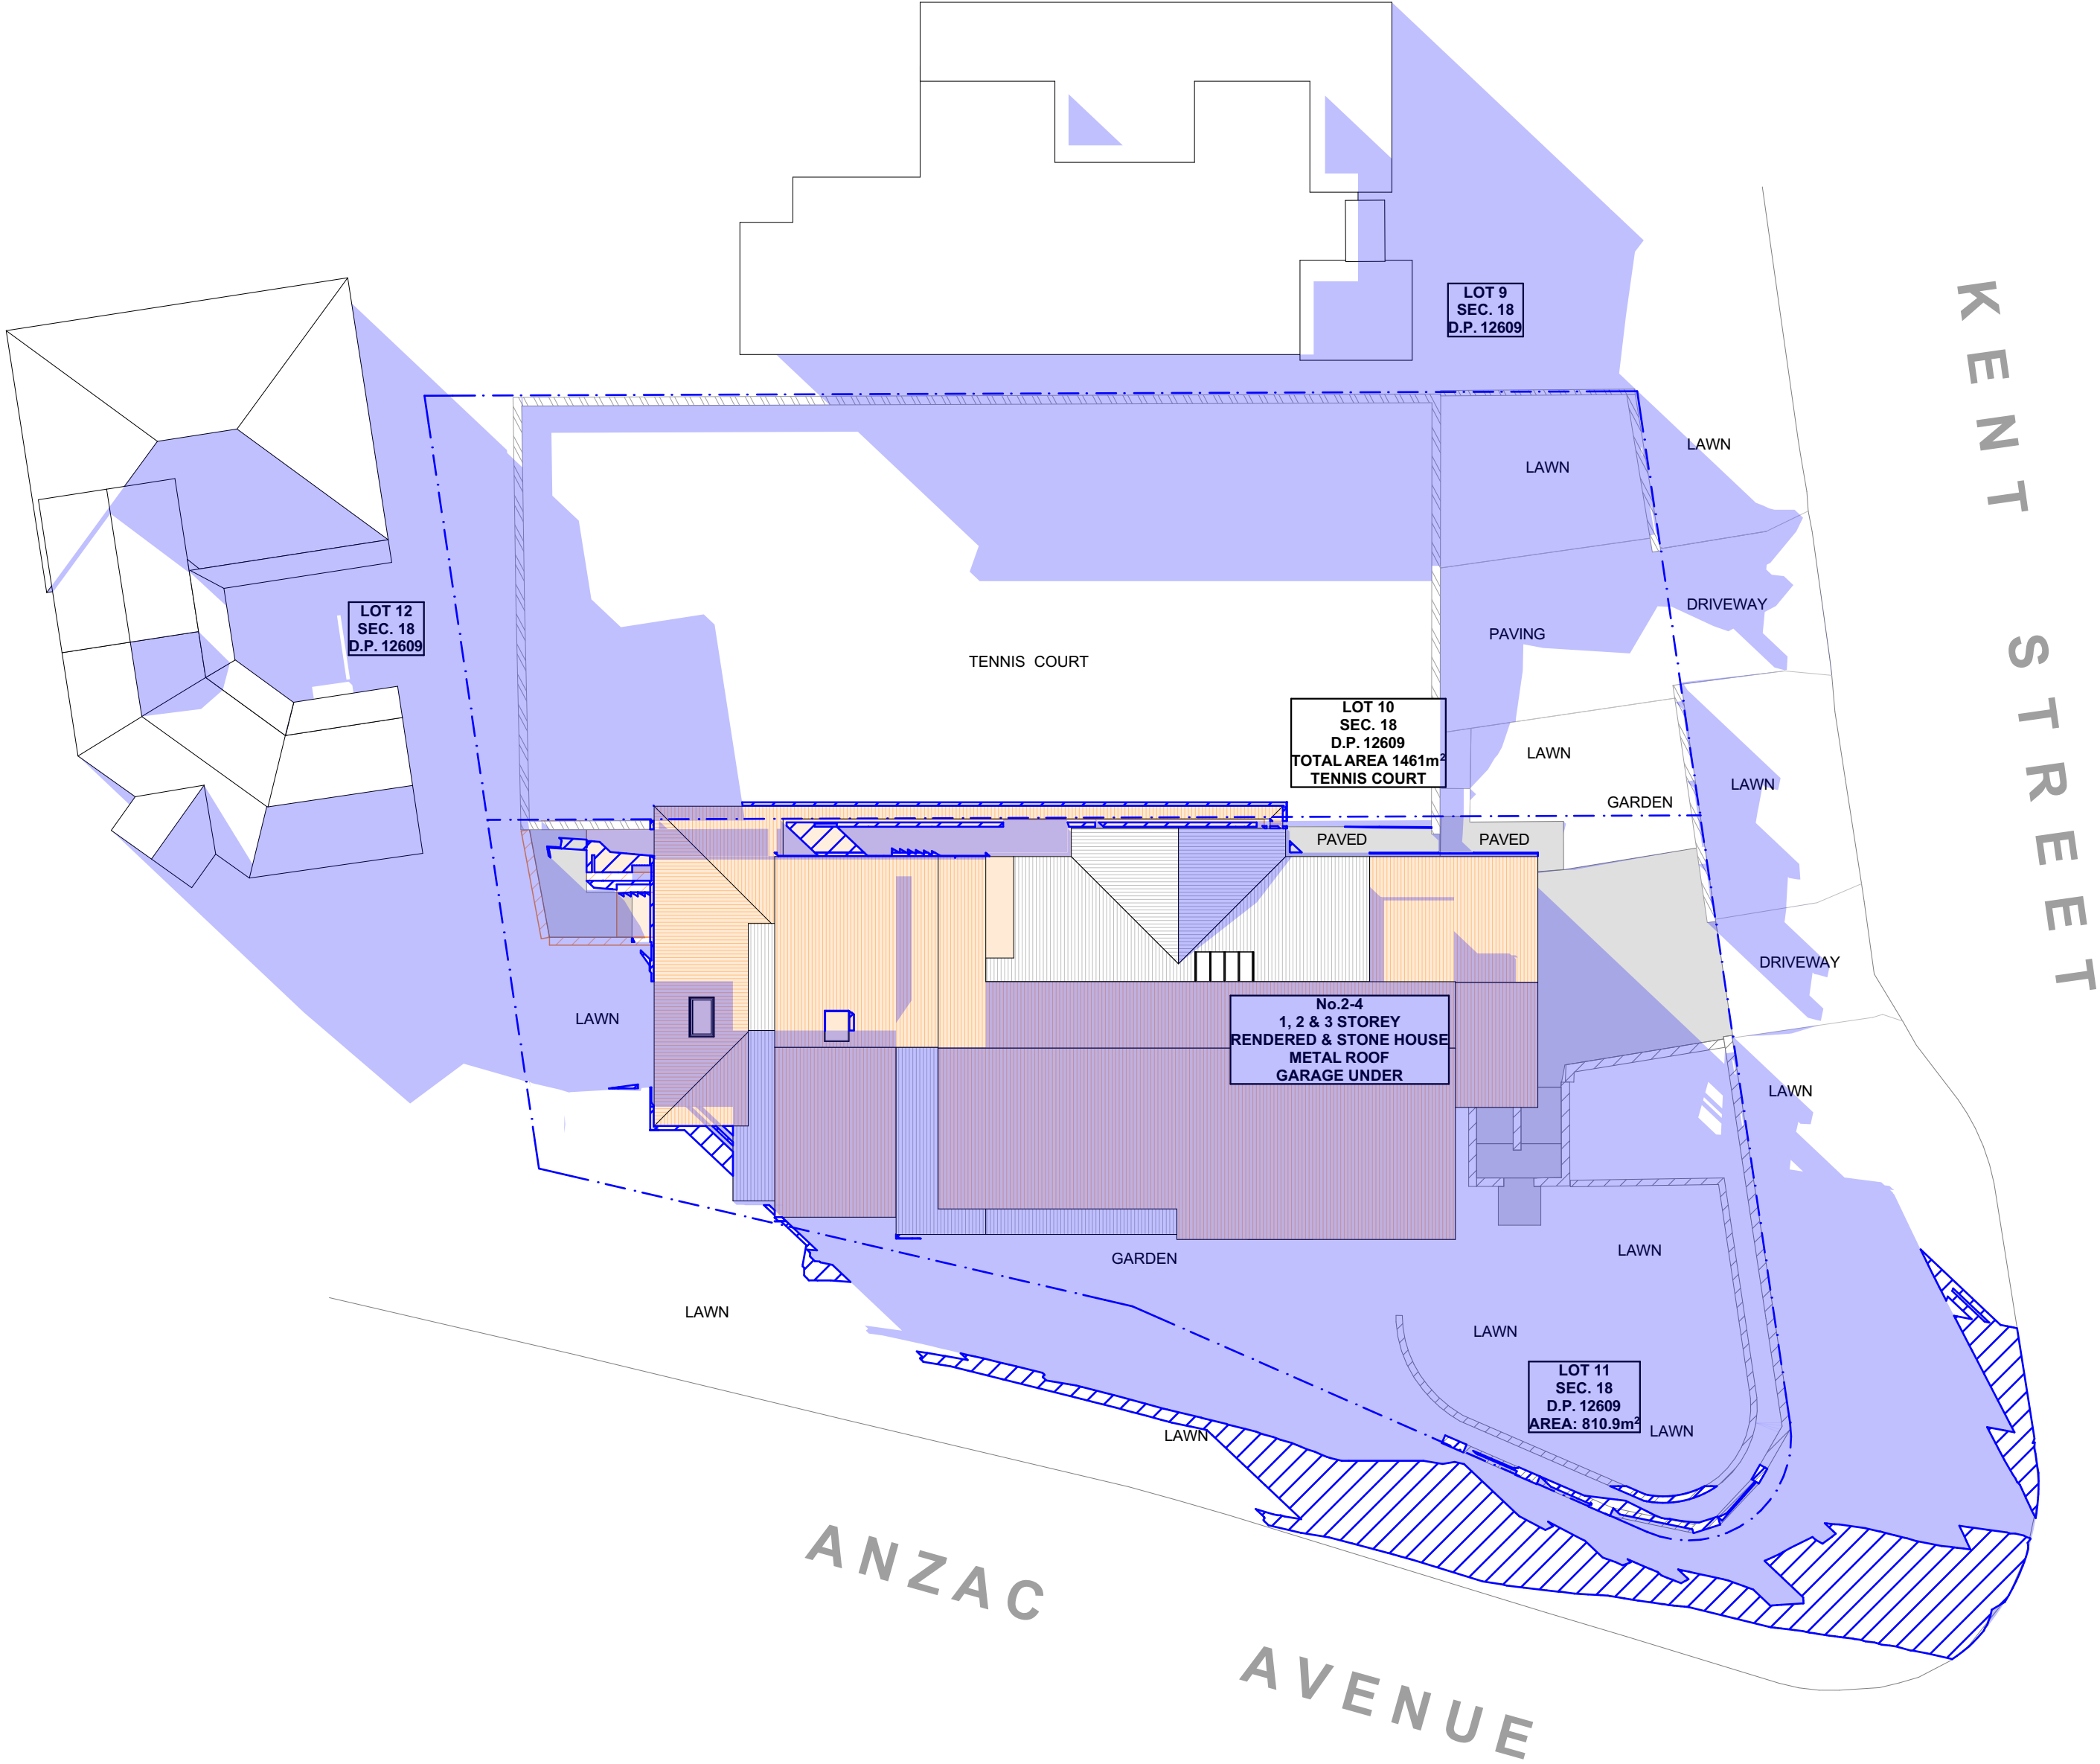 LOT 9
SEC. 18
D.P. 12609
KENT STREET
LAWN
LAWN
LOT 12
SEC. 18
D.P. 12609
DRIVEWAY
PAVING
TENNIS COURT
LOT 10
SEC. 18
D.P. 12609
TOTAL AREA 1461m²
TENNIS COURT
LAWN
LAWN
GARDEN
PAVED
PAVED
DRIVEWAY
LAWN
No.2-4
1, 2 & 3 STOREY
RENDERED & STONE HOUSE
METAL ROOF
GARAGE UNDER
LAWN
GARDEN
LAWN
LAWN
LAWN
LOT 11
SEC. 18
D.P. 12609
AREA: 810.9m²
LAWN
LAWN
ANZAC AVENUE